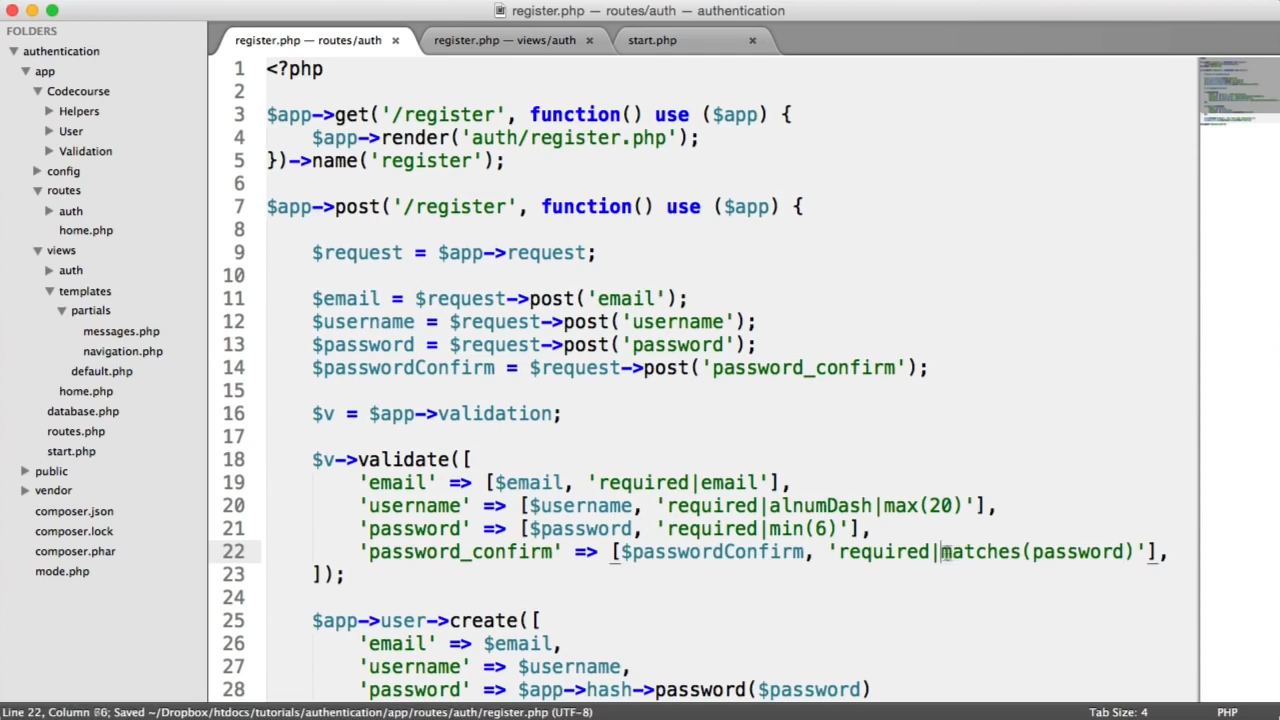 register.php — routes/auth — authentication
FOLDERS
authentication
app
Codecourse
Helpers
User
Validation
config
routes
auth
home.php
views
auth
templates
partials
messages.php
navigation.php
default.php
home.php
database.php
routes.php
start.php
public
vendor
composer.json
composer.lock
composer.phar
mode.php
register.php — routes/auth × register.php — views/auth × start.php ×
1 <?php
2
3 $app->get('/register', function() use ($app) {
4     $app->render('auth/register.php');
5 })->name('register');
6
7 $app->post('/register', function() use ($app) {
8
9     $request = $app->request;
10
11     $email = $request->post('email');
12     $username = $request->post('username');
13     $password = $request->post('password');
14     $passwordConfirm = $request->post('password_confirm');
15
16     $v = $app->validation;
17
18     $v->validate([
19         'email' => [$email, 'required|email'],
20         'username' => [$username, 'required|alnumDash|max(20)'],
21         'password' => [$password, 'required|min(6)'],
22         'password_confirm' => [$passwordConfirm, 'required|matches(password)'],
23     ]);
24
25     $app->user->create([
26         'email' => $email,
27         'username' => $username,
28         'password' => $app->hash->password($password)
Line 22, Column 66; Saved ~/Dropbox/htdocs/tutorials/authentication/app/routes/auth/register.php (UTF-8) Tab Size: 4 PHP